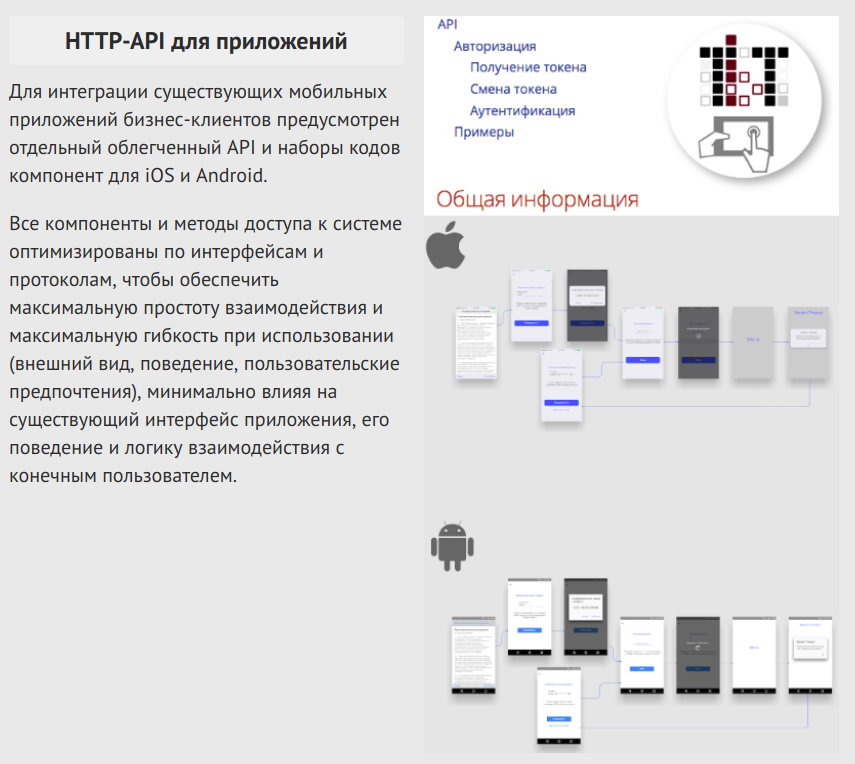 HTTP-API для приложений
Для интеграции существующих мобильных
приложений бизнес-клиентов предусмотрен
отдельный облегченный API и наборы кодов
компонент для iOS и Android.
Все компоненты и методы доступа к системе
оптимизированы по интерфейсам и
протоколам, чтобы обеспечить
максимальную простоту взаимодействия и
максимальную гибкость при использовании
(внешний вид, поведение, пользовательские
предпочтения), минимально влияя на
существующий интерфейс приложения, его
поведение и логику взаимодействия с
конечным пользователем.
API
Авторизация
Получение токена
Смена токена
Аутентификация
Примеры
Общая информация